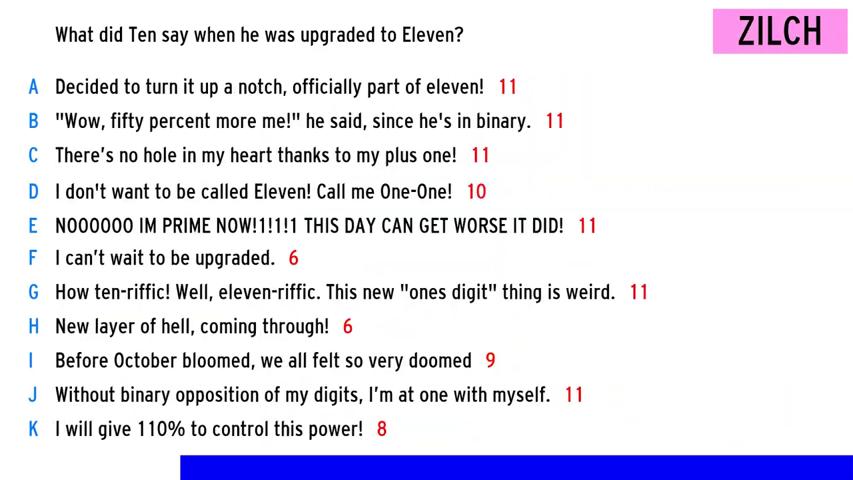 What did Ten say when he was upgraded to Eleven?
ZILCH
A Decided to turn it up a notch, officially part of eleven! 11
B "Wow, fifty percent more me!" he said, since he's in binary. 11
C There's no hole in my heart thanks to my plus one! 11
D I don't want to be called Eleven! Call me One-One! 10
E NOOOOOO IM PRIME NOW!1!1!1 THIS DAY CAN GET WORSE IT DID! 11
F I can't wait to be upgraded. 6
G How ten-riffic! Well, eleven-riffic. This new "ones digit" thing is weird. 11
H New layer of hell, coming through! 6
I Before October bloomed, we all felt so very doomed 9
J Without binary opposition of my digits, I'm at one with myself. 11
K I will give 110% to control this power! 8